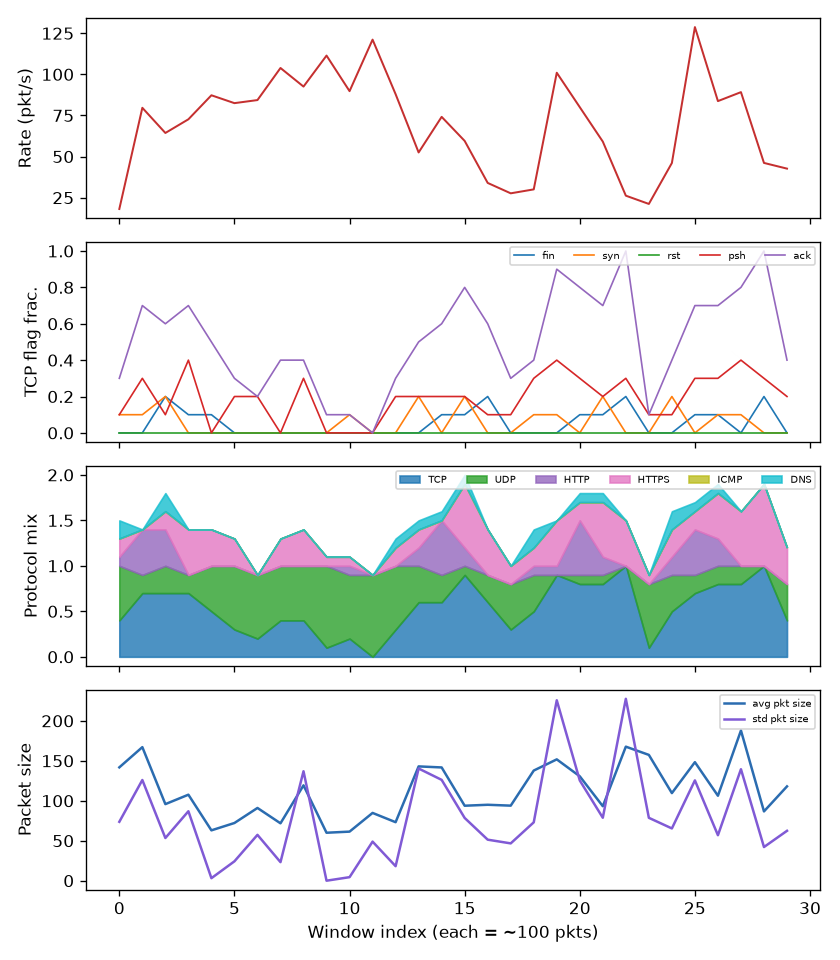 125
100
75
50
25
Rate (pkt/s)
1.0
0.8
0.6
0.4
0.2
0.0
TCP flag frac.
fin syn rst psh ack
2.0
1.5
1.0
0.5
0.0
Protocol mix
TCP UDP HTTP HTTPS ICMP DNS
200
150
100
50
0
Packet size
avg pkt size
std pkt size
0 5 10 15 20 25 30
Window index (each = ~100 pkts)